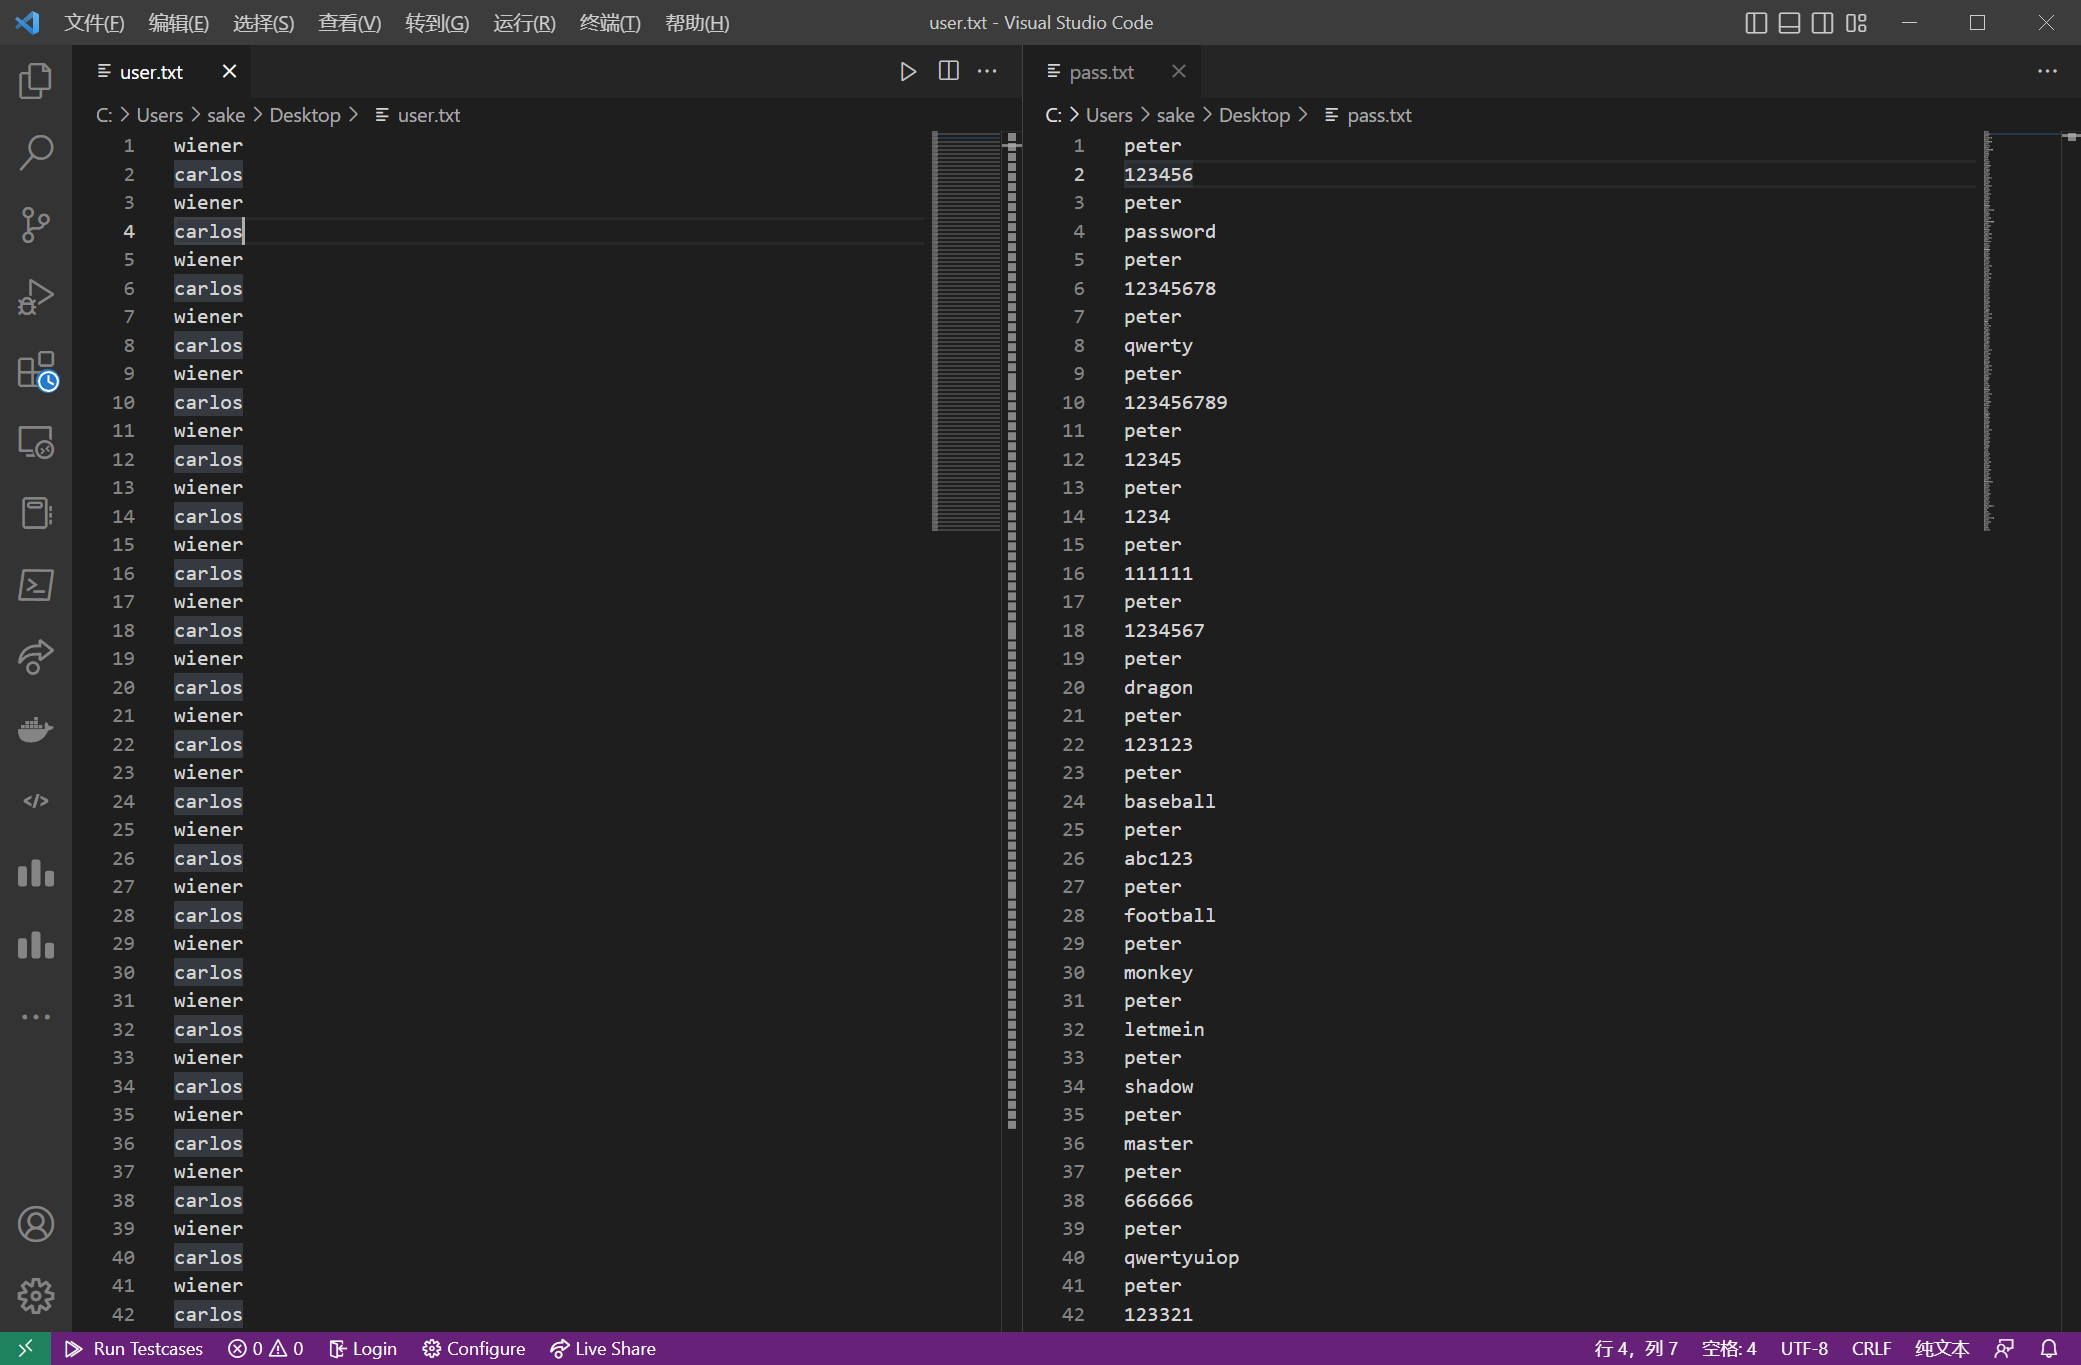 文件(F) 编辑(E) 选择(S) 查看(V) 转到(G) 运行(R) 终端(T) 帮助(H) user.txt - Visual Studio Code
user.txt
C: > Users > sake > Desktop > user.txt
1 wiener
2 carlos
3 wiener
4 carlos
5 wiener
6 carlos
7 wiener
8 carlos
9 wiener
10 carlos
11 wiener
12 carlos
13 wiener
14 carlos
15 wiener
16 carlos
17 wiener
18 carlos
19 wiener
20 carlos
21 wiener
22 carlos
23 wiener
24 carlos
25 wiener
26 carlos
27 wiener
28 carlos
29 wiener
30 carlos
31 wiener
32 carlos
33 wiener
34 carlos
35 wiener
36 carlos
37 wiener
38 carlos
39 wiener
40 carlos
41 wiener
42 carlos
pass.txt
C: > Users > sake > Desktop > pass.txt
1 peter
2 123456
3 peter
4 password
5 peter
6 12345678
7 peter
8 qwerty
9 peter
10 123456789
11 peter
12 12345
13 peter
14 1234
15 peter
16 111111
17 peter
18 1234567
19 peter
20 dragon
21 peter
22 123123
23 peter
24 baseball
25 peter
26 abc123
27 peter
28 football
29 peter
30 monkey
31 peter
32 letmein
33 peter
34 shadow
35 peter
36 master
37 peter
38 666666
39 peter
40 qwertyuiop
41 peter
42 123321
Run Testcases 0 0 Login Configure Live Share 行 4，列 7 空格: 4 UTF-8 CRLF 纯文本